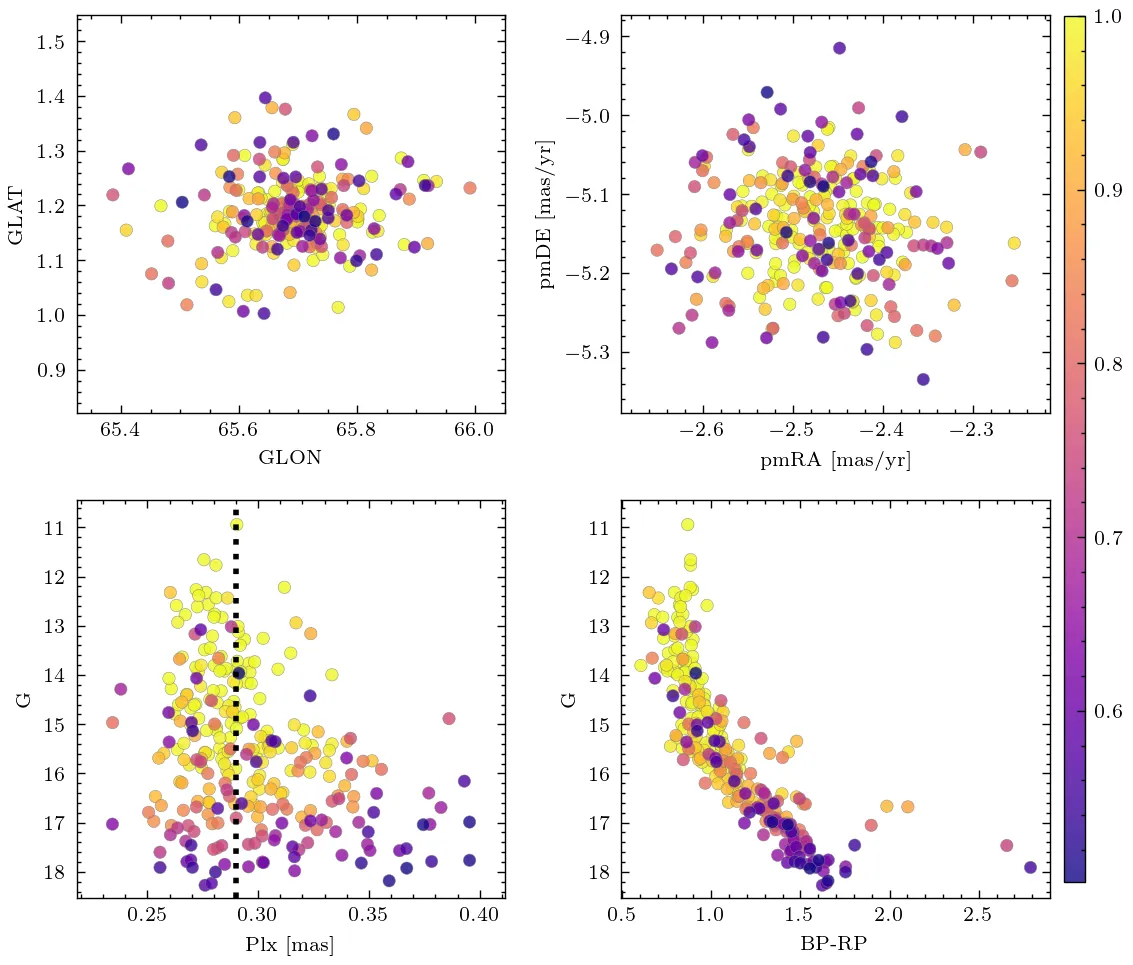 1.5
1.4
1.3
1.2
1.1
1.0
0.9
GLAT
65.4 65.6 65.8 66.0
GLON
−4.9
−5.0
−5.1
−5.2
−5.3
pmDE [mas/yr]
−2.6 −2.5 −2.4 −2.3
pmRA [mas/yr]
1.0
0.9
0.8
0.7
0.6
11
12
13
14
15
16
17
18
G
0.25 0.30 0.35 0.40
Plx [mas]
11
12
13
14
15
16
17
18
G
0.5 1.0 1.5 2.0 2.5
BP-RP